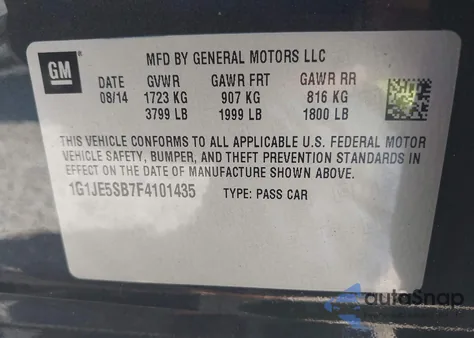 GM
MFD BY GENERAL MOTORS LLC
DATE GVWR GAWR FRT GAWR RR
08/14 1723 KG 907 KG 816 KG
3799 LB 1999 LB 1800 LB
THIS VEHICLE CONFORMS TO ALL APPLICABLE U.S. FEDERAL MOTOR
VEHICLE SAFETY, BUMPER, AND THEFT PREVENTION STANDARDS IN
EFFECT ON THE DATE OF MANUFACTURE SHOWN ABOVE.
1G1JE5SB7F4101435 TYPE: PASS CAR
autoSnap